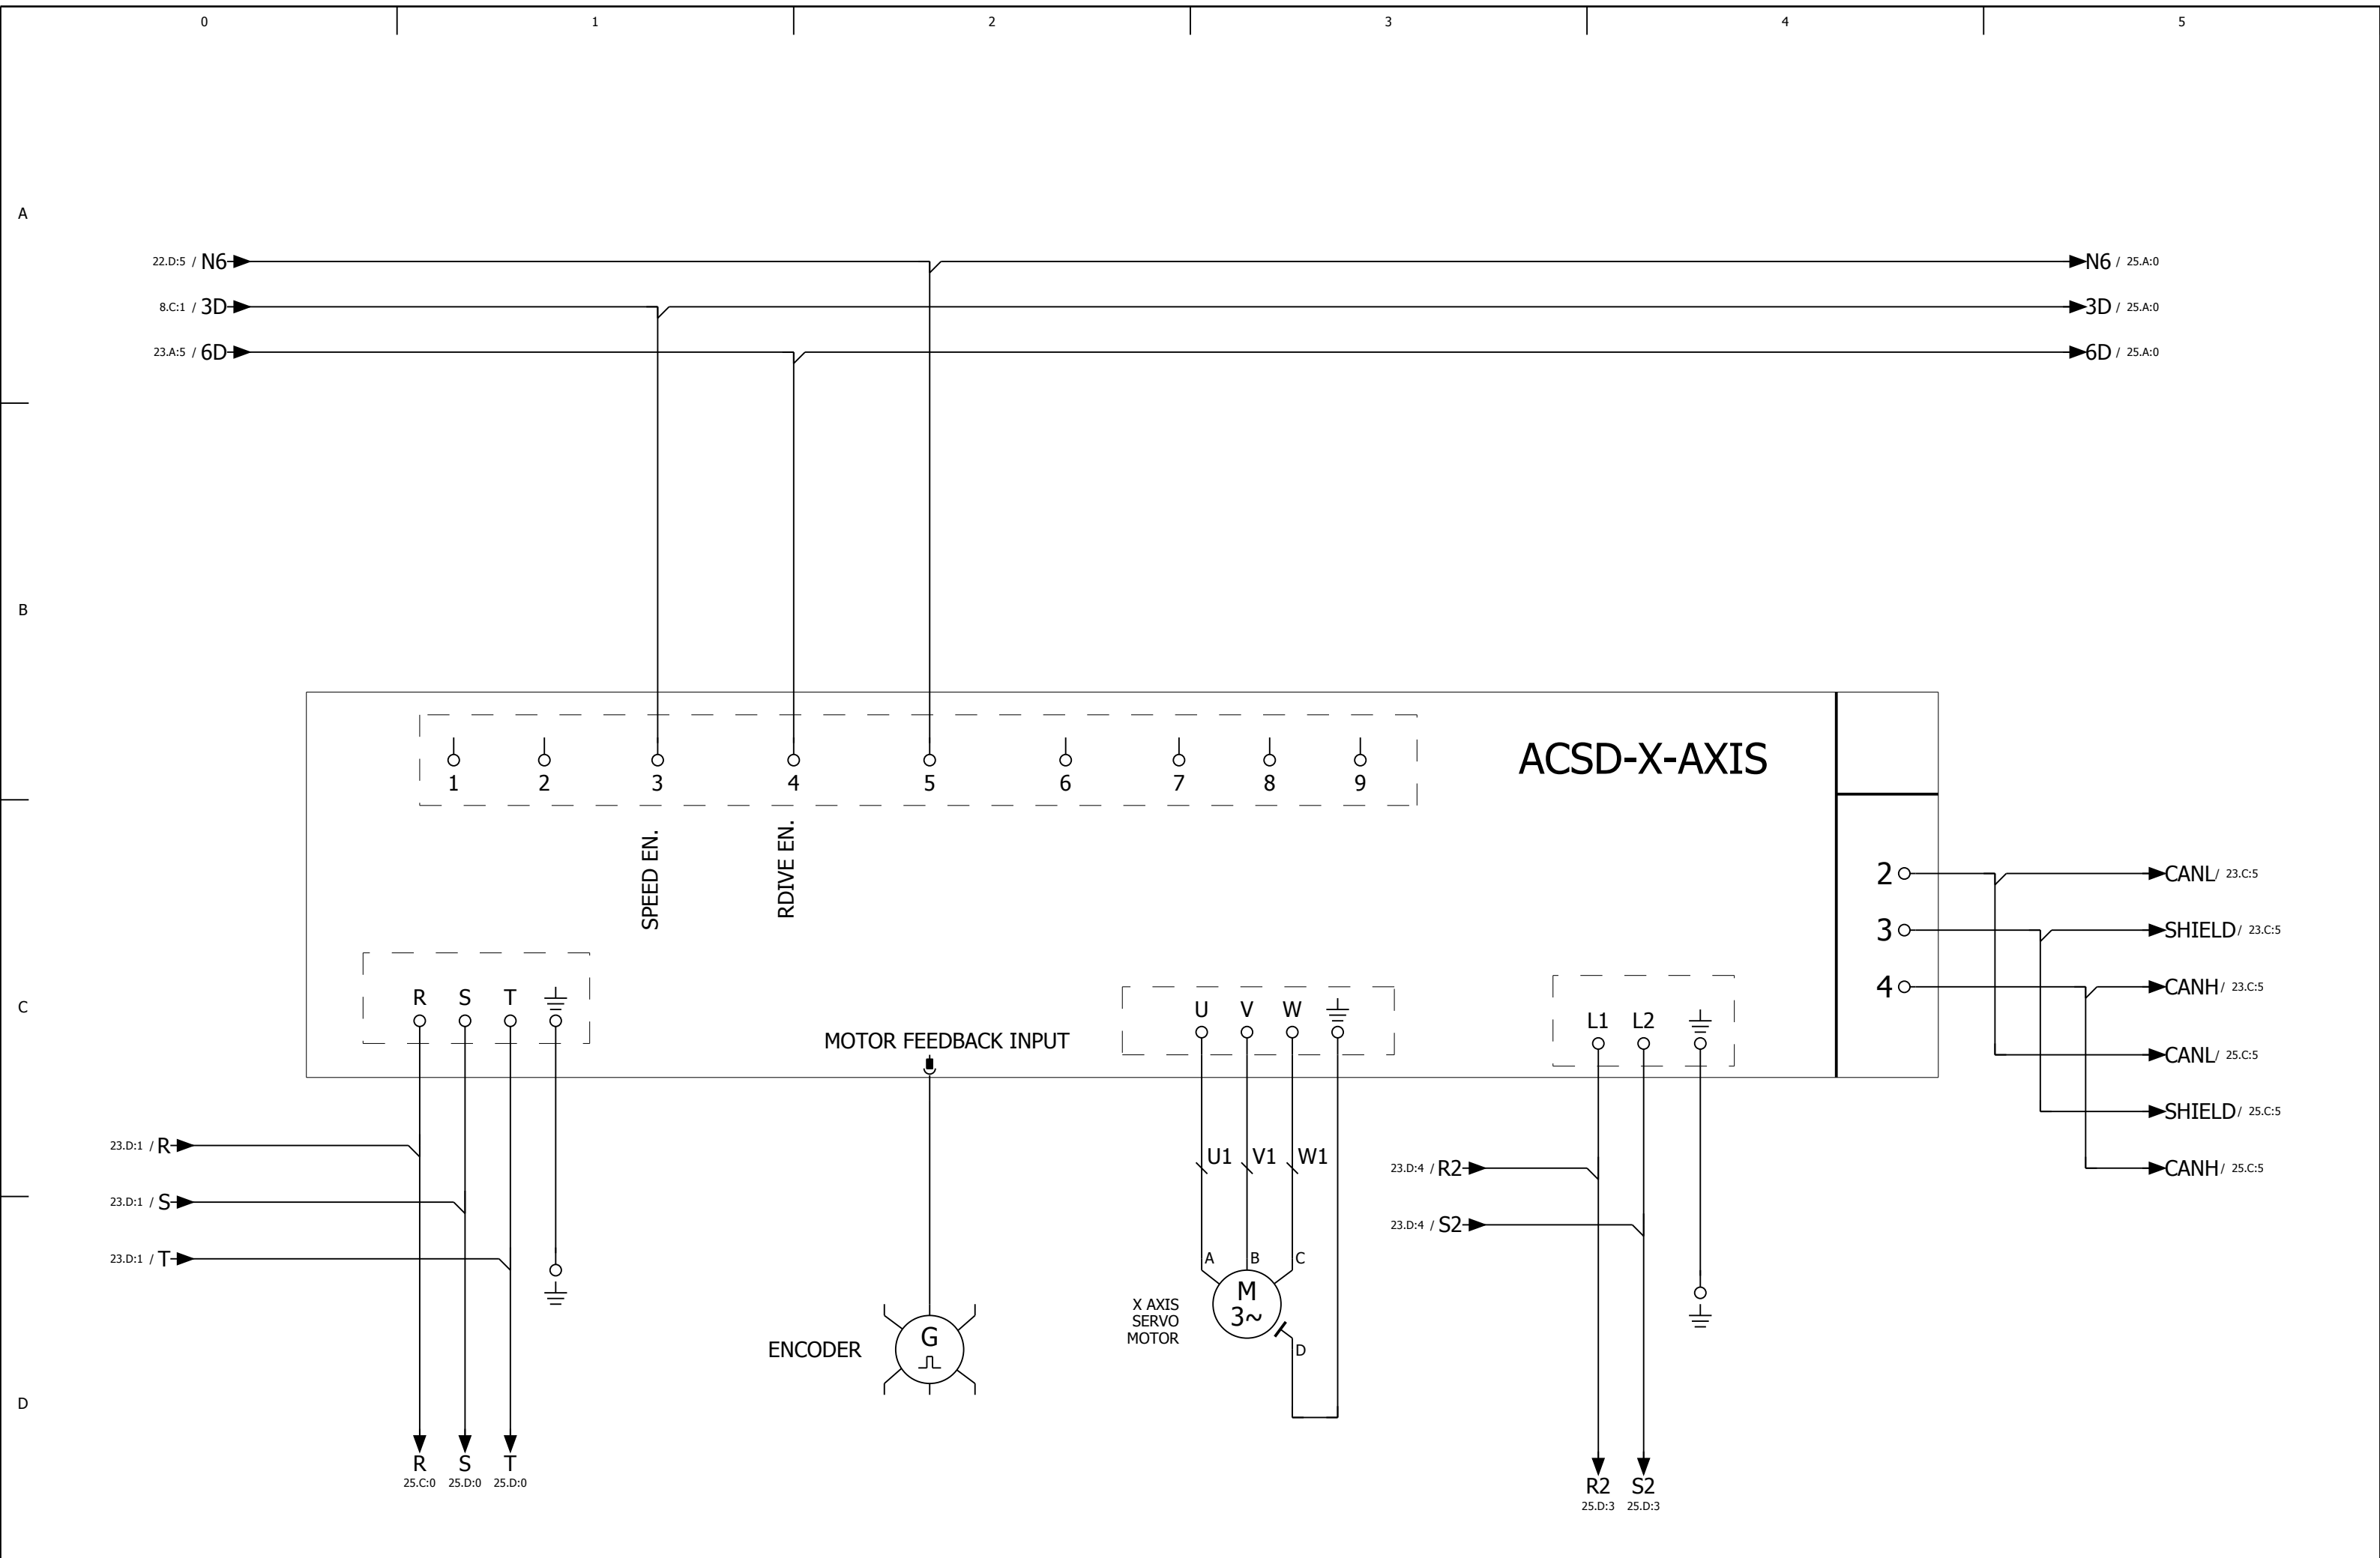 0 1 2 3 4 5
A
22.D:5 / N6 N6 / 25.A:0
8.C:1 / 3D 3D / 25.A:0
23.A:5 / 6D 6D / 25.A:0
B
ACSD-X-AXIS
1 2 3 4 5 6 7 8 9
SPEED EN.
RDIVE EN.
2 CANL/ 23.C:5
3 SHIELD/ 23.C:5
4 CANH/ 23.C:5
C
R S T
U V W
L1 L2
MOTOR FEEDBACK INPUT
CANL/ 25.C:5
SHIELD/ 25.C:5
CANH/ 25.C:5
23.D:1 / R
U1 V1 W1
23.D:4 / R2
23.D:1 / S
23.D:4 / S2
23.D:1 / T
A B C
M
3~
X AXIS
SERVO
MOTOR
D
ENCODER
G
D
R S T
25.C:0 25.D:0 25.D:0
R2 S2
25.D:3 25.D:3